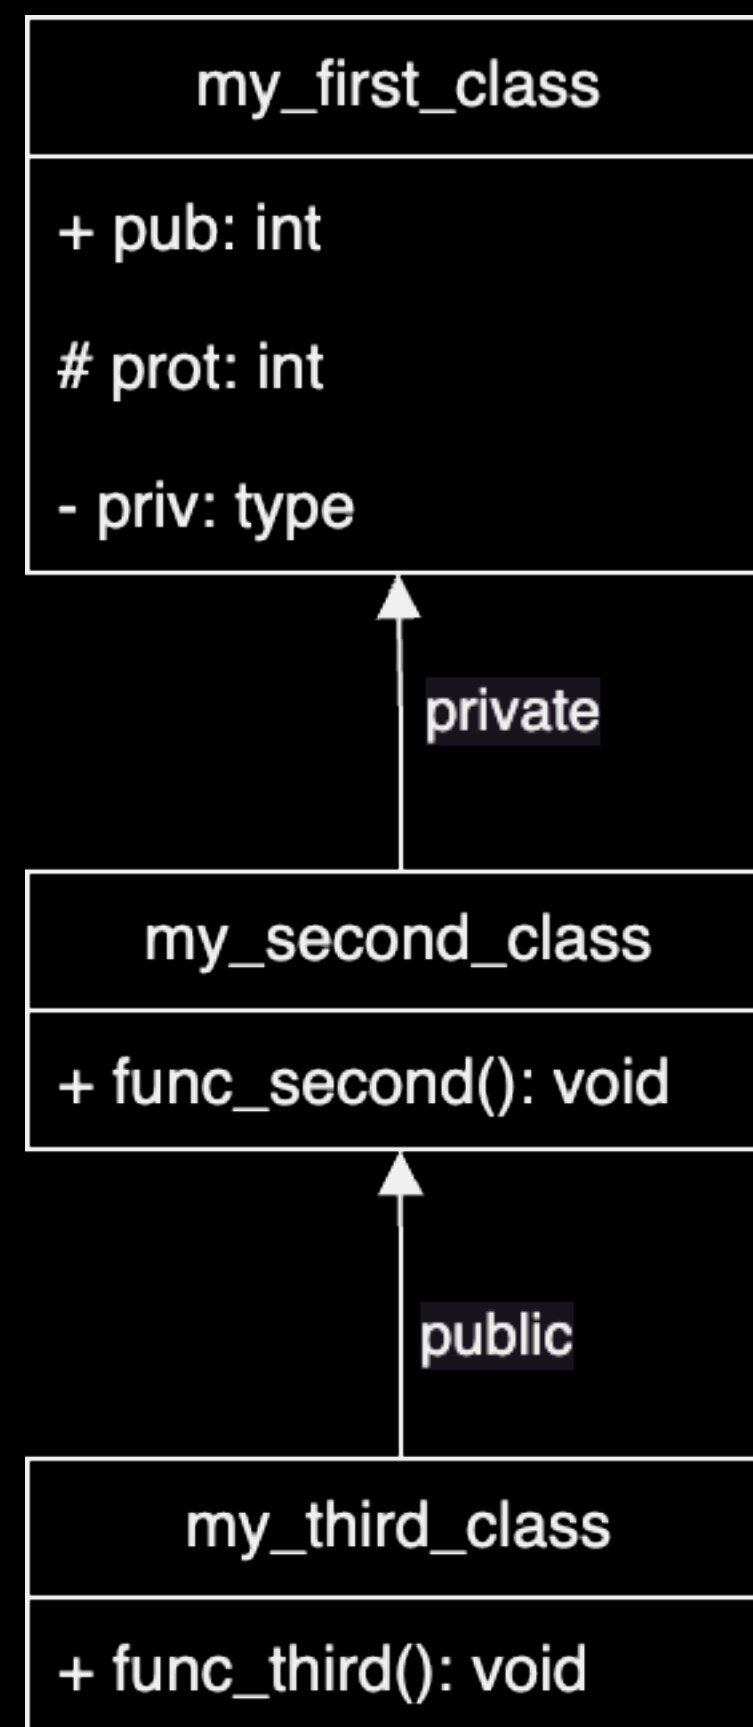 my_first_class
+ pub: int
# prot: int
- priv: type
private
my_second_class
+ func_second(): void
public
my_third_class
+ func_third(): void